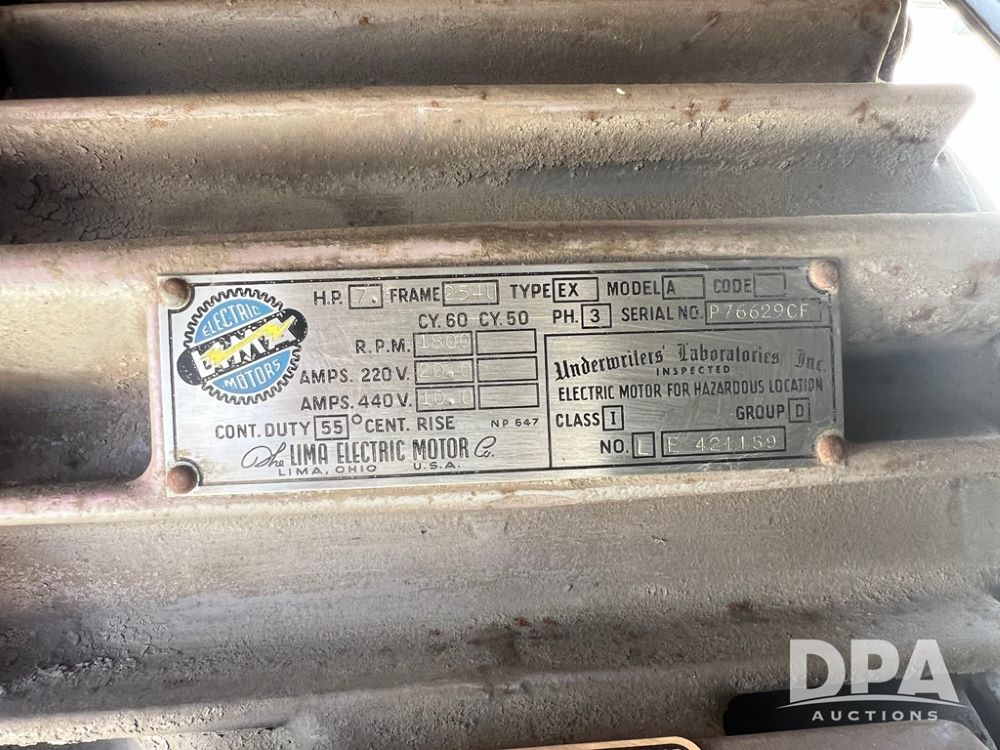 H.P. 7. FRAME 254U TYPE EX MODEL A CODE
CY.60 CY.50 PH. 3 SERIAL NO. P76629CF
R.P.M. 1800
AMPS. 220V. 20.0
AMPS. 440V. 10.0
CONT. DUTY 55° CENT. RISE NP 647
The LIMA ELECTRIC MOTOR Co.
LIMA, OHIO U.S.A.
ELECTRIC
LIMA
MOTORS
Underwriters' Laboratories, Inc.
INSPECTED
ELECTRIC MOTOR FOR HAZARDOUS LOCATION
CLASS I GROUP D
NO. L E 421159
DPA
AUCTIONS